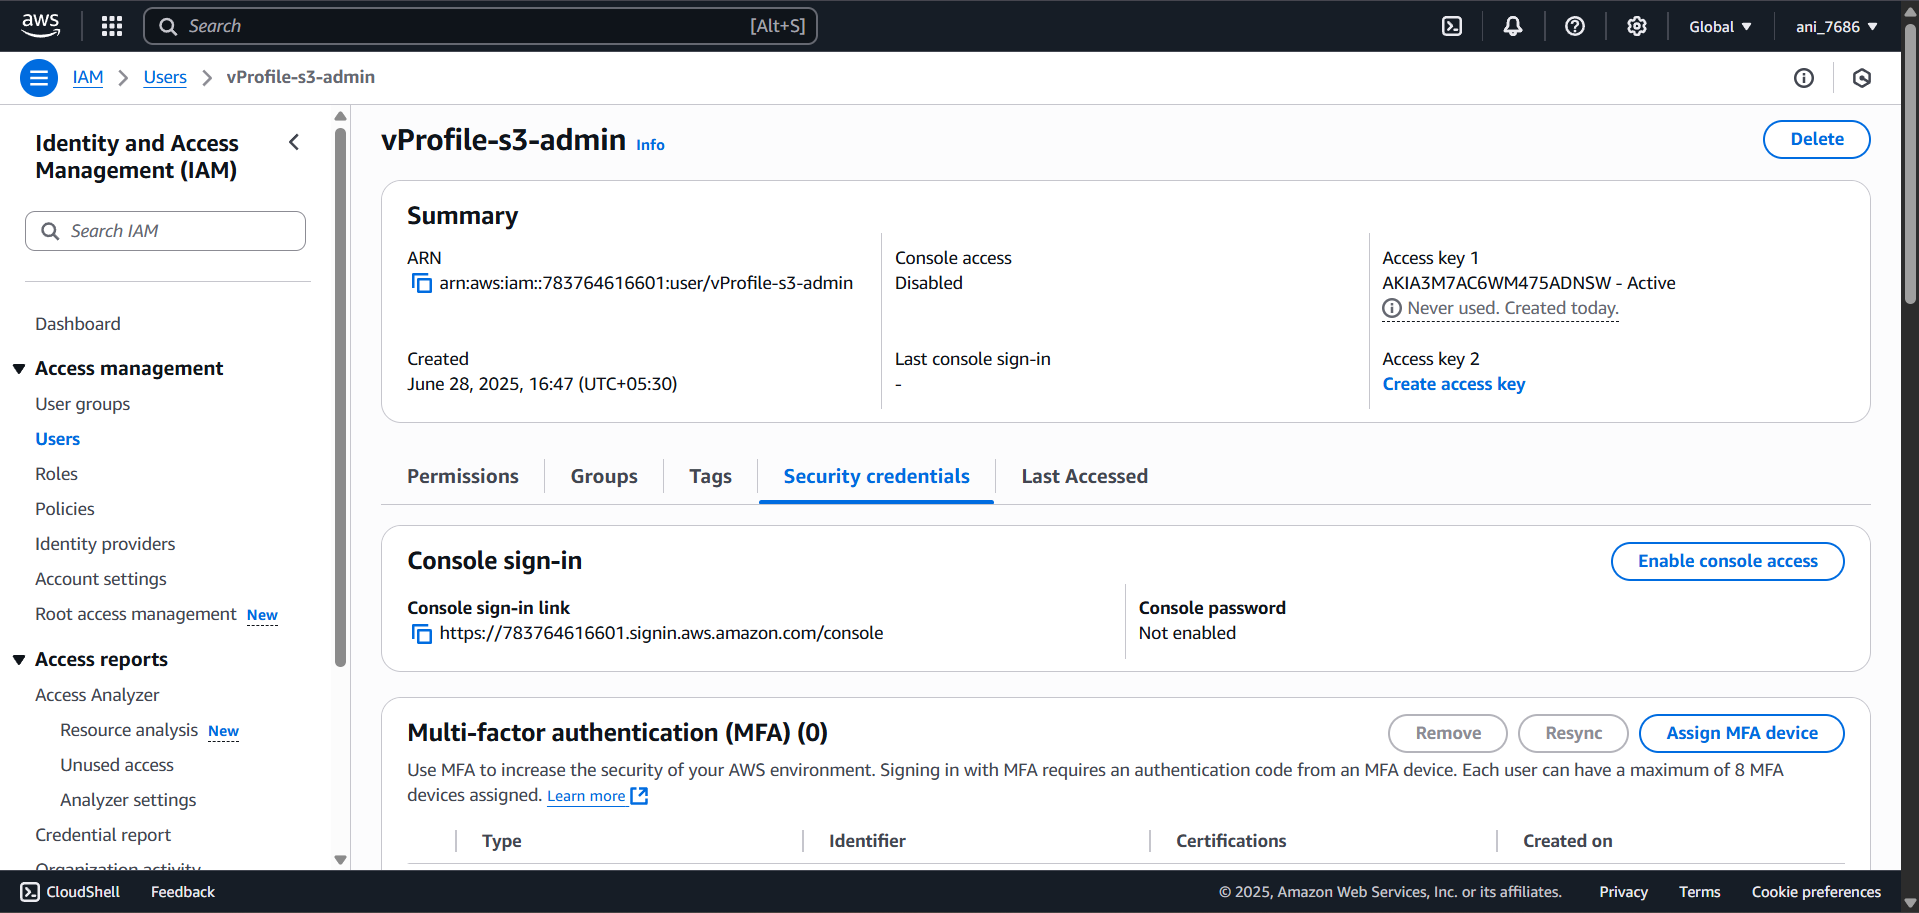 aws
Search [Alt+S]
Global
ani_7686
IAM
Users
vProfile-s3-admin
Identity and Access
Management (IAM)
Search IAM
Dashboard
Access management
User groups
Users
Roles
Policies
Identity providers
Account settings
Root access management New
Access reports
Access Analyzer
Resource analysis New
Unused access
Analyzer settings
Credential report
Organization activity
vProfile-s3-admin Info
Delete
Summary
ARN
arn:aws:iam::783764616601:user/vProfile-s3-admin
Console access
Disabled
Access key 1
AKIA3M7AC6WM475ADNSW - Active
Never used. Created today.
Created
June 28, 2025, 16:47 (UTC+05:30)
Last console sign-in
-
Access key 2
Create access key
Permissions
Groups
Tags
Security credentials
Last Accessed
Console sign-in
Enable console access
Console sign-in link
https://783764616601.signin.aws.amazon.com/console
Console password
Not enabled
Multi-factor authentication (MFA) (0)
Remove
Resync
Assign MFA device
Use MFA to increase the security of your AWS environment. Signing in with MFA requires an authentication code from an MFA device. Each user can have a maximum of 8 MFA
devices assigned. Learn more
Type
Identifier
Certifications
Created on
CloudShell
Feedback
© 2025, Amazon Web Services, Inc. or its affiliates.
Privacy
Terms
Cookie preferences